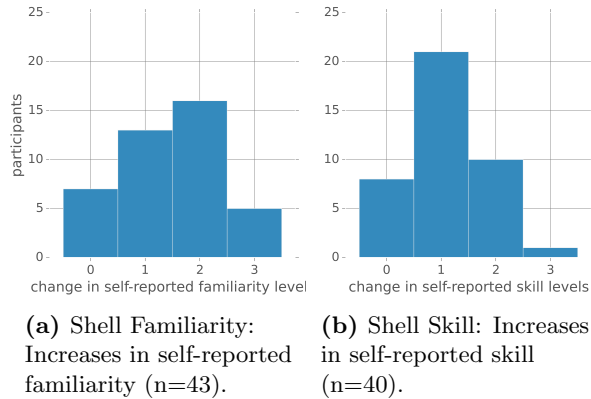 25
20
15
10
5
0
participants
0 1 2 3
change in self-reported familiarity level
25
20
15
10
5
0
0 1 2 3
change in self-reported skill levels
(a) Shell Familiarity:
Increases in self-reported
familiarity (n=43).
(b) Shell Skill: Increases
in self-reported skill
(n=40).